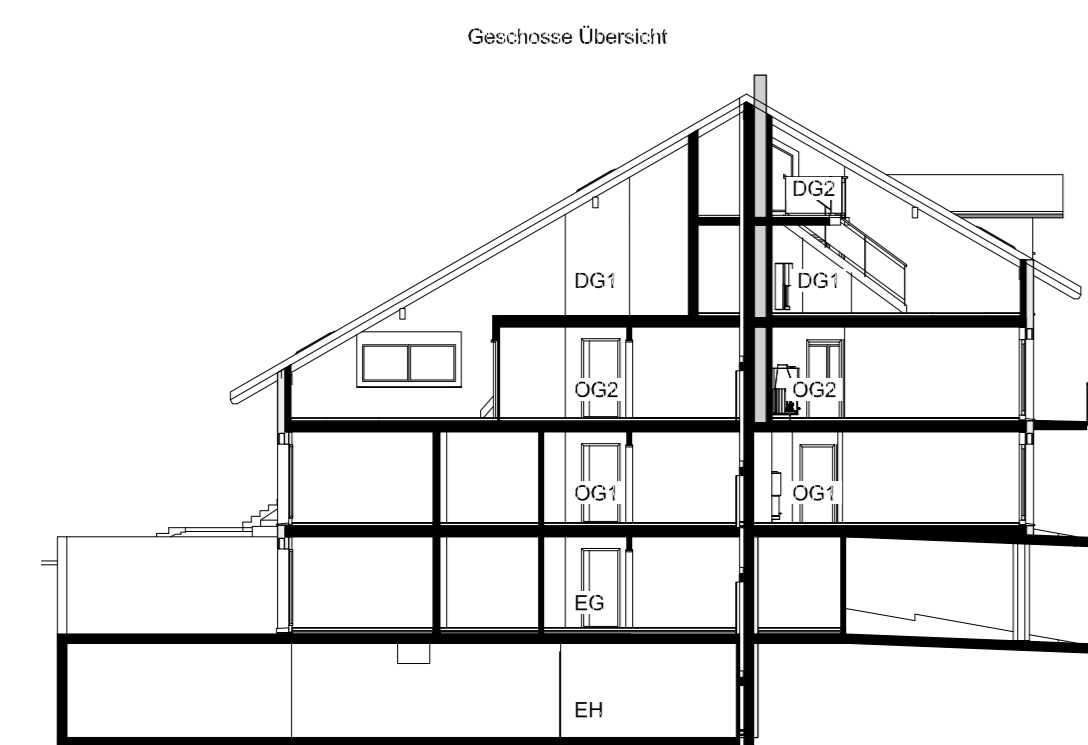 Geschosse Übersicht
DG2
DG1 DG1
OG2 OG2
OG1 OG1
EG
EH